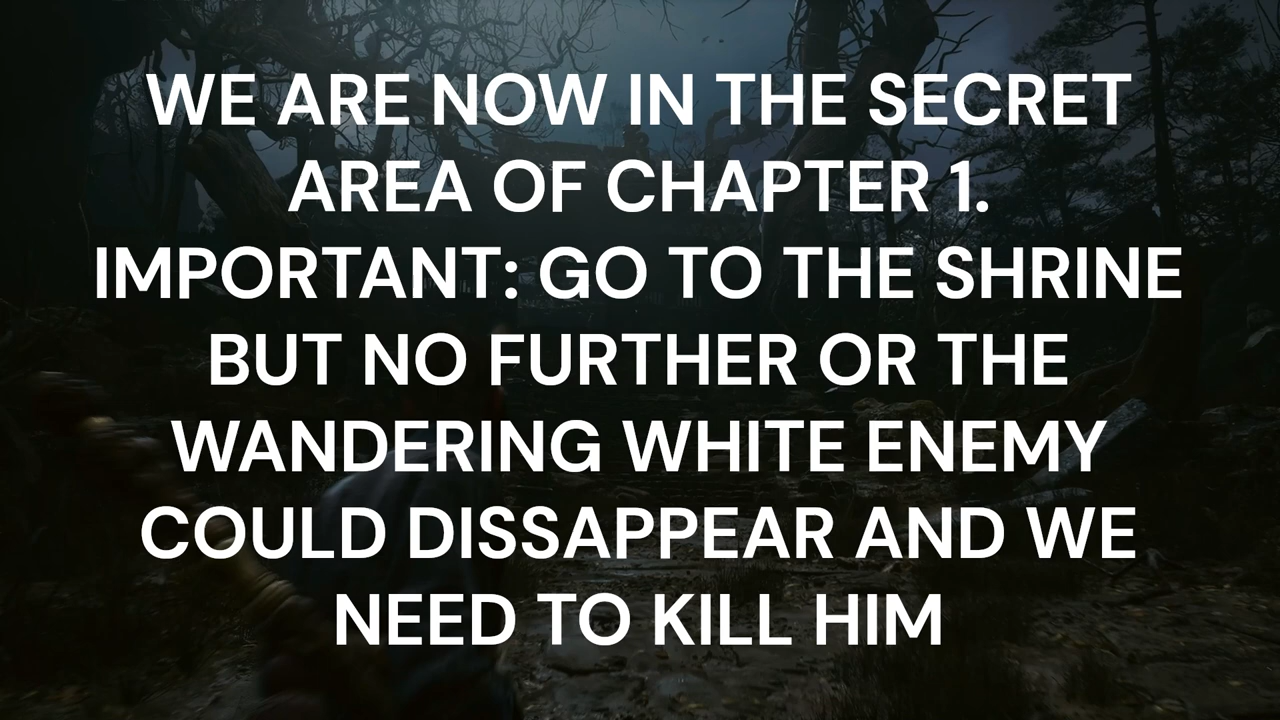 WE ARE NOW IN THE SECRET
AREA OF CHAPTER 1.
IMPORTANT: GO TO THE SHRINE
BUT NO FURTHER OR THE
WANDERING WHITE ENEMY
COULD DISSAPPEAR AND WE
NEED TO KILL HIM